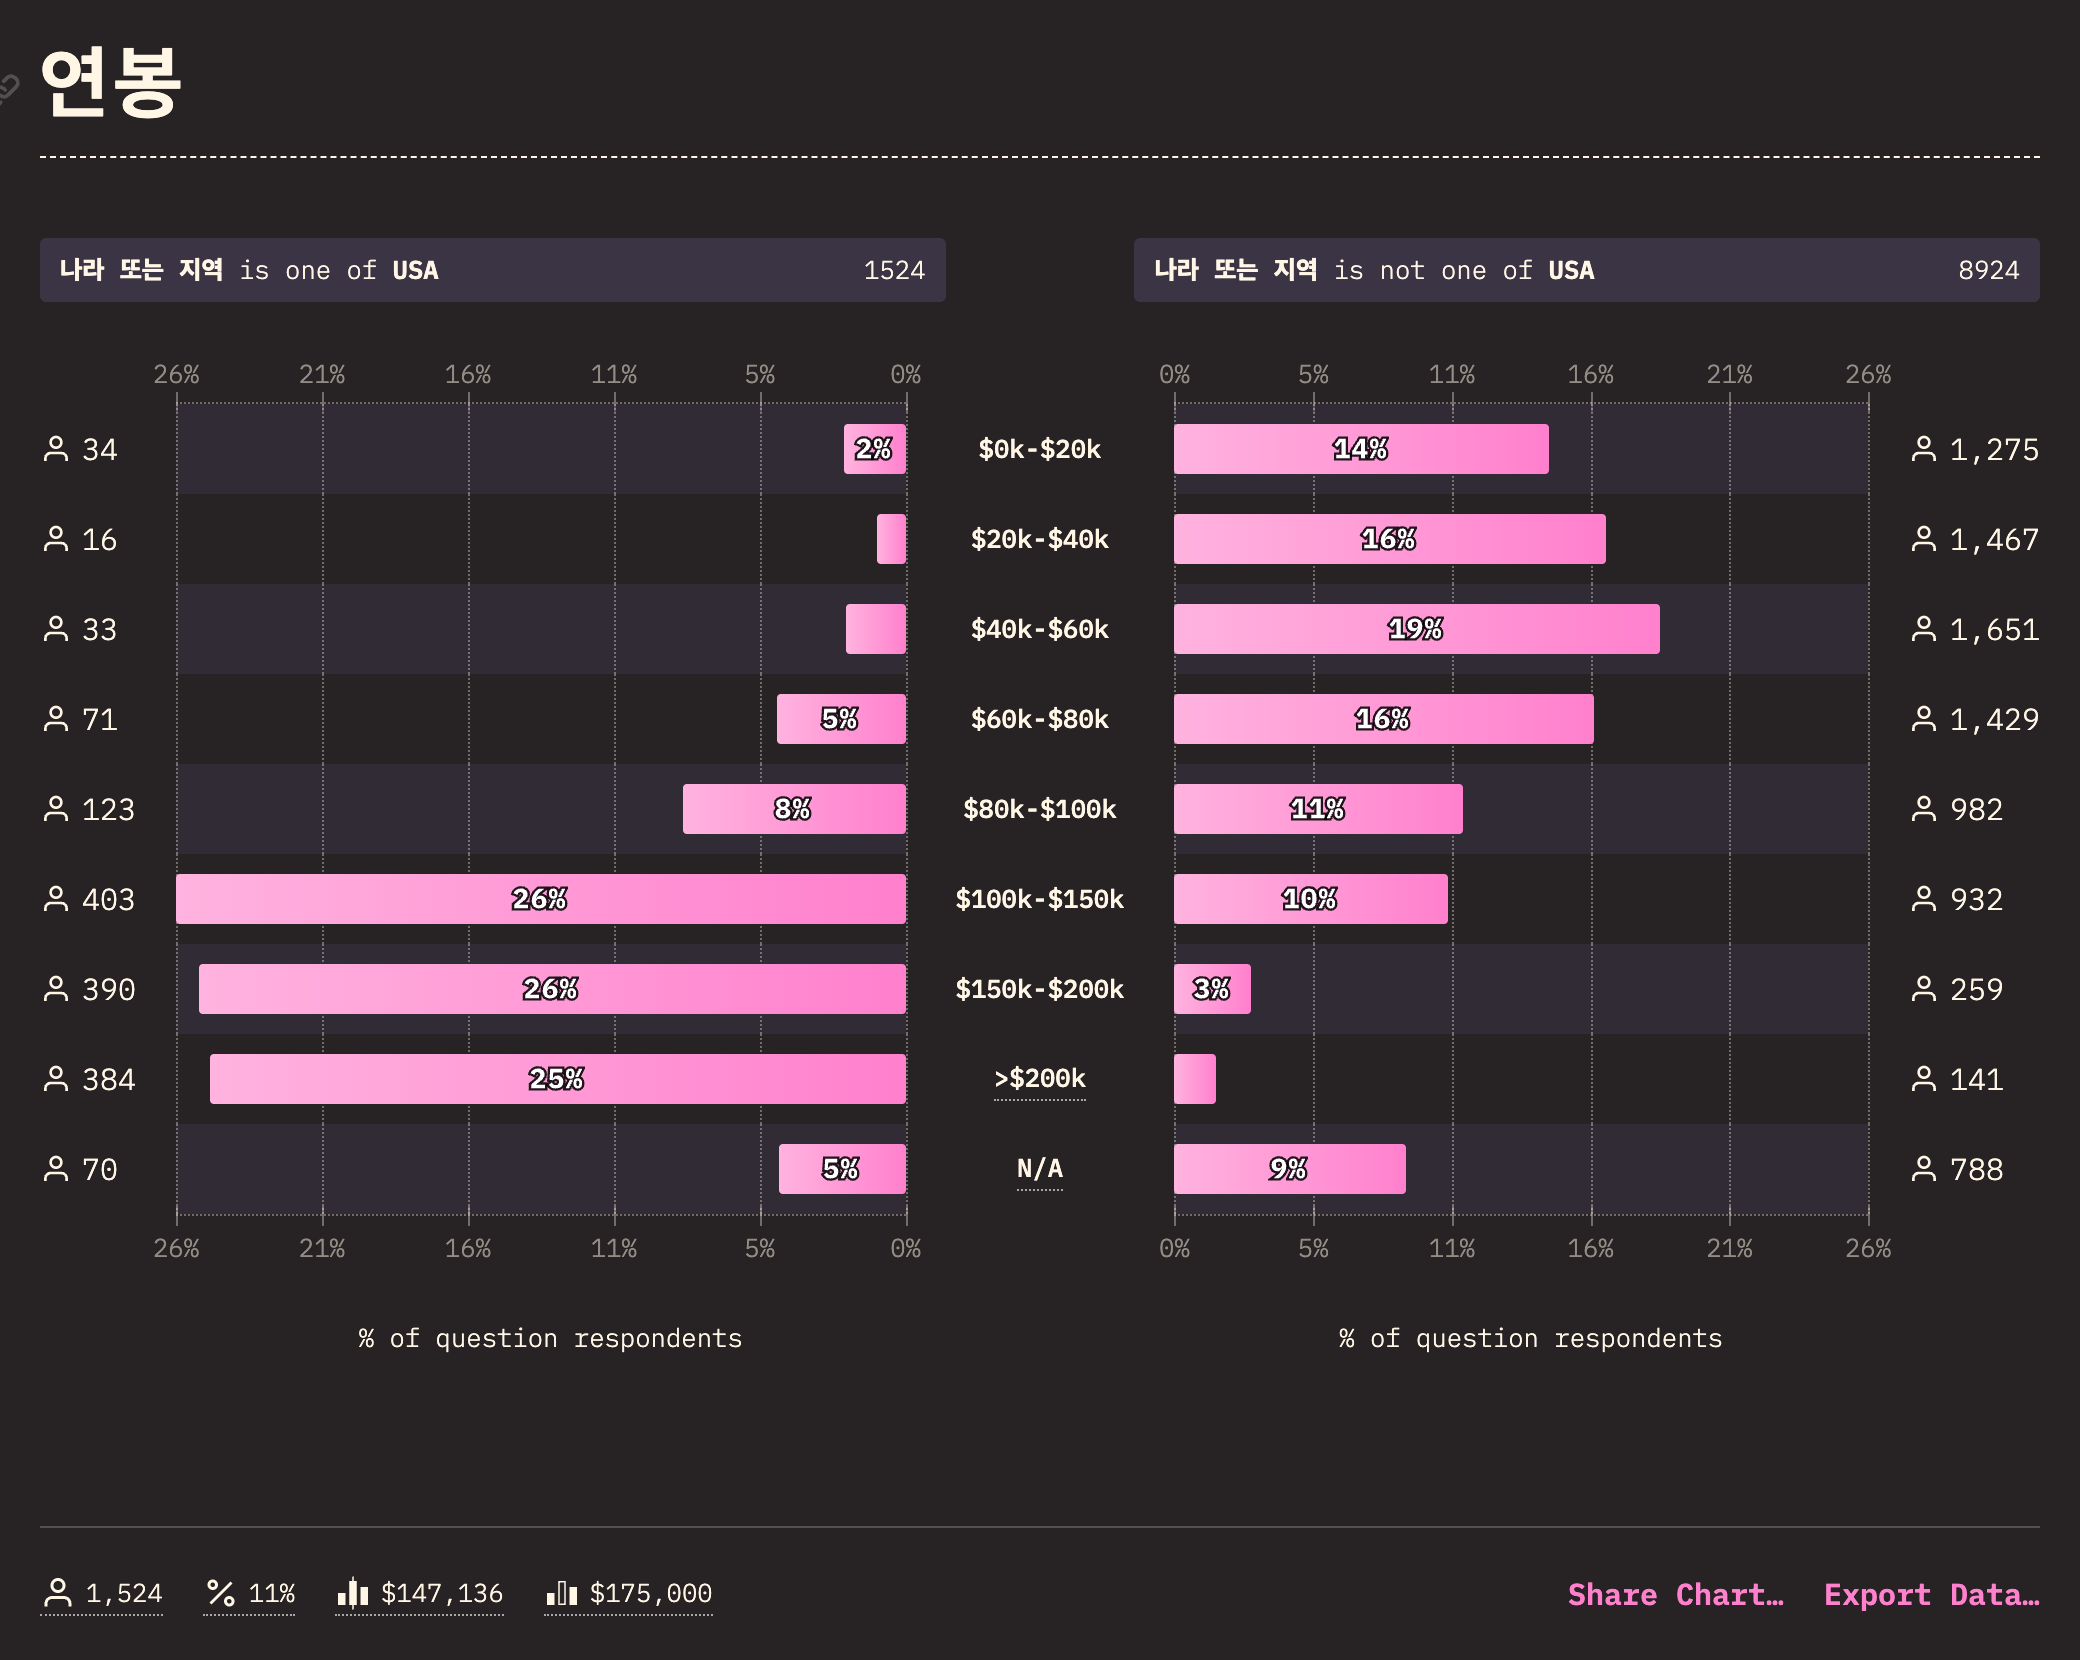 연봉
나라 또는 지역 is one of USA 1524
나라 또는 지역 is not one of USA 8924
26% 21% 16% 11% 5% 0%
0% 5% 11% 16% 21% 26%
34 2% $0k-$20k 14% 1,275
16 $20k-$40k 16% 1,467
33 $40k-$60k 19% 1,651
71 5% $60k-$80k 16% 1,429
123 8% $80k-$100k 11% 982
403 26% $100k-$150k 10% 932
390 26% $150k-$200k 3% 259
384 25% >$200k 141
70 5% N/A 9% 788
26% 21% 16% 11% 5% 0%
0% 5% 11% 16% 21% 26%
% of question respondents
% of question respondents
1,524 11% $147,136 $175,000
Share Chart… Export Data…